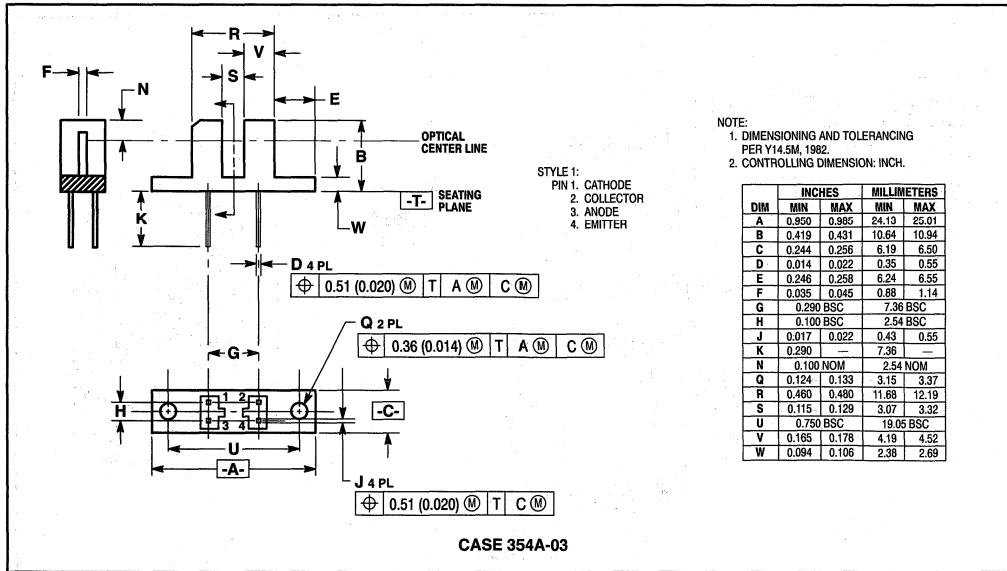 R
V
S
F
N
E
OPTICAL
CENTER LINE
B
-T- SEATING
PLANE
K
W
D 4 PL
⌖ 0.51 (0.020) Ⓜ T A Ⓜ C Ⓜ
Q 2 PL
⌖ 0.36 (0.014) Ⓜ T A Ⓜ C Ⓜ
G
1 2
H
-C-
3 4
U
-A-
J 4 PL
⌖ 0.51 (0.020) Ⓜ T C Ⓜ
STYLE 1:
PIN 1. CATHODE
2. COLLECTOR
3. ANODE
4. EMITTER
NOTE:
1. DIMENSIONING AND TOLERANCING
PER Y14.5M, 1982.
2. CONTROLLING DIMENSION: INCH.
INCHES MILLIMETERS
DIM MIN MAX MIN MAX
A 0.950 0.985 24.13 25.01
B 0.419 0.431 10.64 10.94
C 0.244 0.256 6.19 6.50
D 0.014 0.022 0.35 0.55
E 0.246 0.258 6.24 6.55
F 0.035 0.045 0.88 1.14
G 0.290 BSC 7.36 BSC
H 0.100 BSC 2.54 BSC
J 0.017 0.022 0.43 0.55
K 0.290 — 7.36 —
N 0.100 NOM 2.54 NOM
Q 0.124 0.133 3.15 3.37
R 0.460 0.480 11.68 12.19
S 0.115 0.129 3.07 3.32
U 0.750 BSC 19.05 BSC
V 0.165 0.178 4.19 4.52
W 0.094 0.106 2.38 2.69
CASE 354A-03